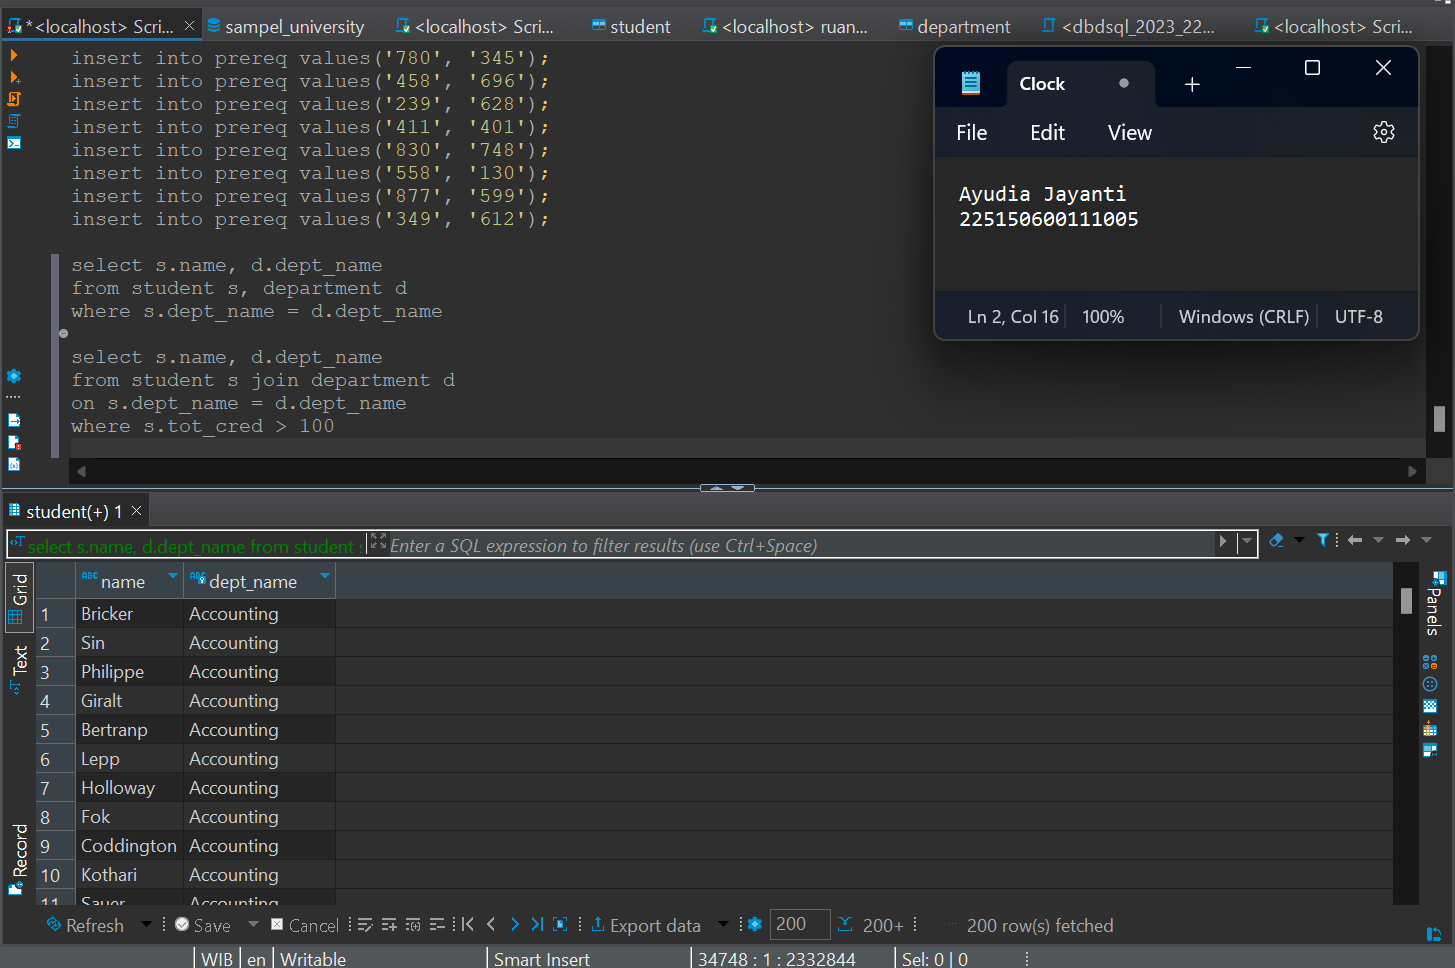 *<localhost> Scri...
sampel_university
<localhost> Scri...
student
<localhost> ruan...
department
<dbdsql_2023_22...
<localhost> Scri...
insert into prereq values('780', '345');
insert into prereq values('458', '696');
insert into prereq values('239', '628');
insert into prereq values('411', '401');
insert into prereq values('830', '748');
insert into prereq values('558', '130');
insert into prereq values('877', '599');
insert into prereq values('349', '612');
select s.name, d.dept_name
from student s, department d
where s.dept_name = d.dept_name
select s.name, d.dept_name
from student s join department d
on s.dept_name = d.dept_name
where s.tot_cred > 100
Clock
File Edit View
Ayudia Jayanti
225150600111005
Ln 2, Col 16 100% Windows (CRLF) UTF-8
student(+) 1
select s.name, d.dept_name from student
Enter a SQL expression to filter results (use Ctrl+Space)
Grid
Text
Record
Panels
name dept_name
1 Bricker Accounting
2 Sin Accounting
3 Philippe Accounting
4 Giralt Accounting
5 Bertranp Accounting
6 Lepp Accounting
7 Holloway Accounting
8 Fok Accounting
9 Coddington Accounting
10 Kothari Accounting
11 Sauer Accounting
Refresh Save Cancel Export data 200 200+ 200 row(s) fetched
WIB en Writable Smart Insert 34748 : 1 : 2332844 Sel: 0 | 0